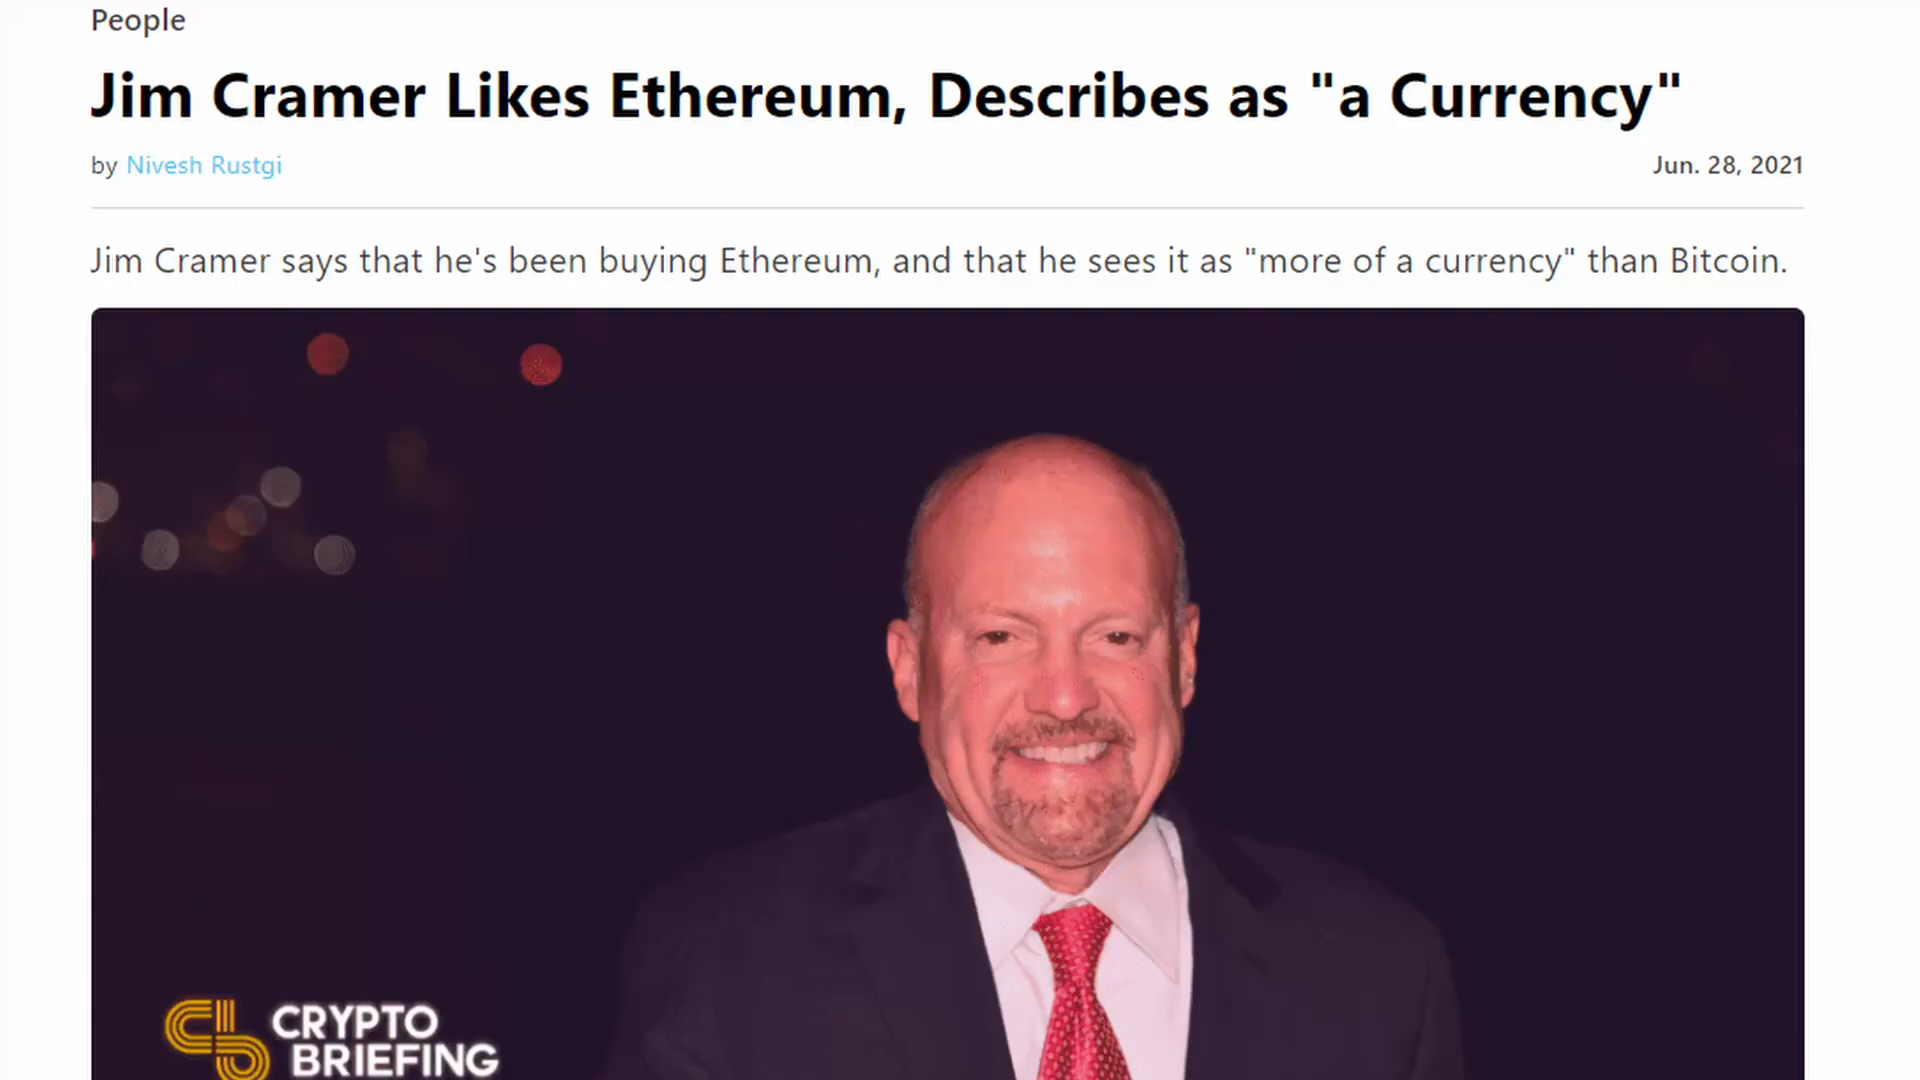 People
Jim Cramer Likes Ethereum, Describes as "a Currency"
by Nivesh Rustgi
Jun. 28, 2021
Jim Cramer says that he's been buying Ethereum, and that he sees it as "more of a currency" than Bitcoin.
CRYPTO
BRIEFING